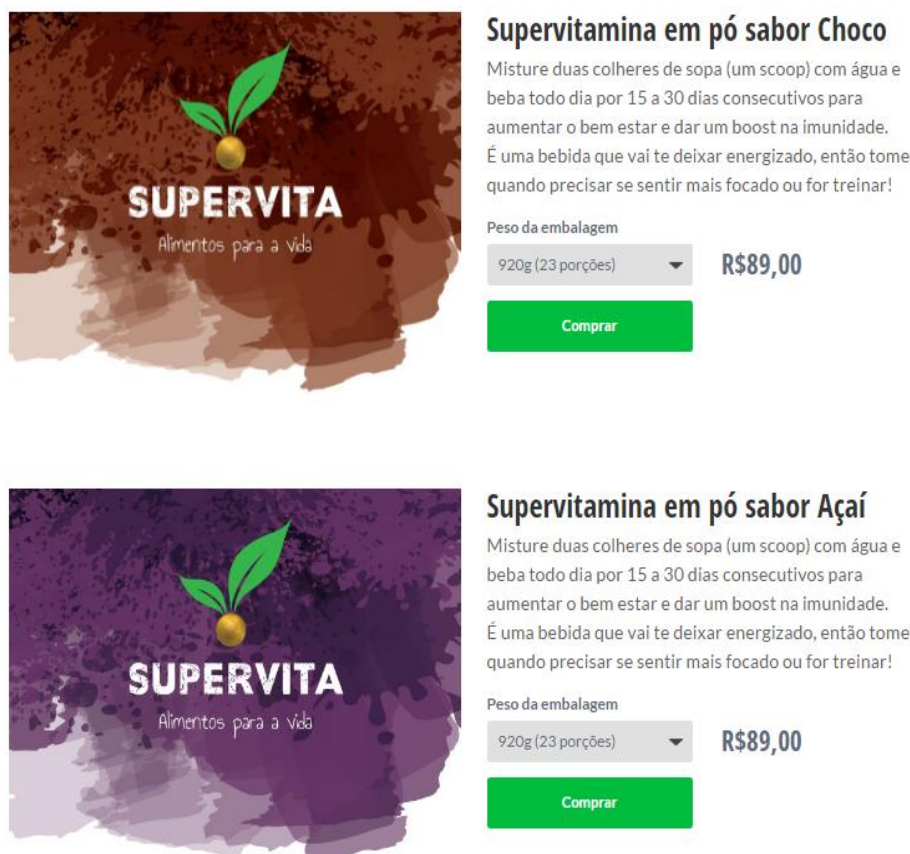 Supervitamina em pó sabor Choco
Misture duas colheres de sopa (um scoop) com água e
beba todo dia por 15 a 30 dias consecutivos para
aumentar o bem estar e dar um boost na imunidade.
É uma bebida que vai te deixar energizado, então tome
quando precisar se sentir mais focado ou for treinar!
SUPERVITA
Alimentos para a vida
Peso da embalagem
920g (23 porções)
R$89,00
Comprar
Supervitamina em pó sabor Açaí
Misture duas colheres de sopa (um scoop) com água e
beba todo dia por 15 a 30 dias consecutivos para
aumentar o bem estar e dar um boost na imunidade.
É uma bebida que vai te deixar energizado, então tome
quando precisar se sentir mais focado ou for treinar!
SUPERVITA
Alimentos para a vida
Peso da embalagem
920g (23 porções)
R$89,00
Comprar